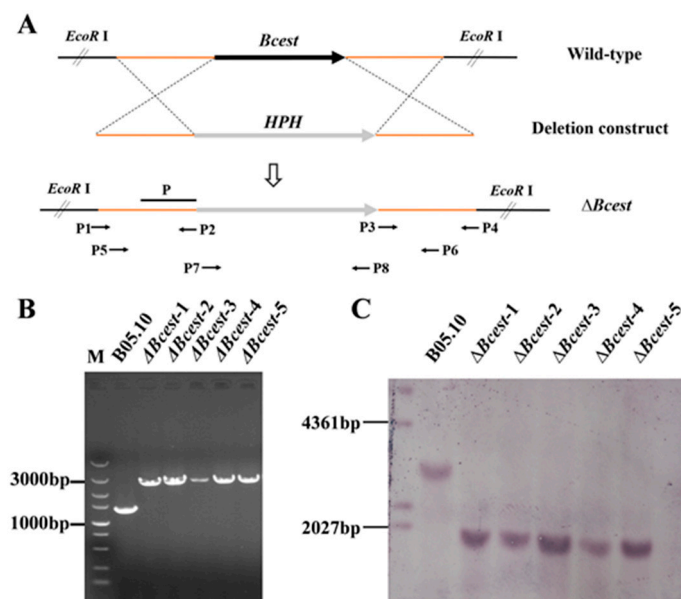 A
EcoR I
Bcest
EcoR I
Wild-type
HPH
Deletion construct
EcoR I
P
EcoR I
ΔBcest
P1
P2
P3
P4
P5
P6
P7
P8
B
M
B05.10
ΔBcest-1
ΔBcest-2
ΔBcest-3
ΔBcest-4
ΔBcest-5
3000bp
1000bp
C
B05.10
ΔBcest-1
ΔBcest-2
ΔBcest-3
ΔBcest-4
ΔBcest-5
4361bp
2027bp